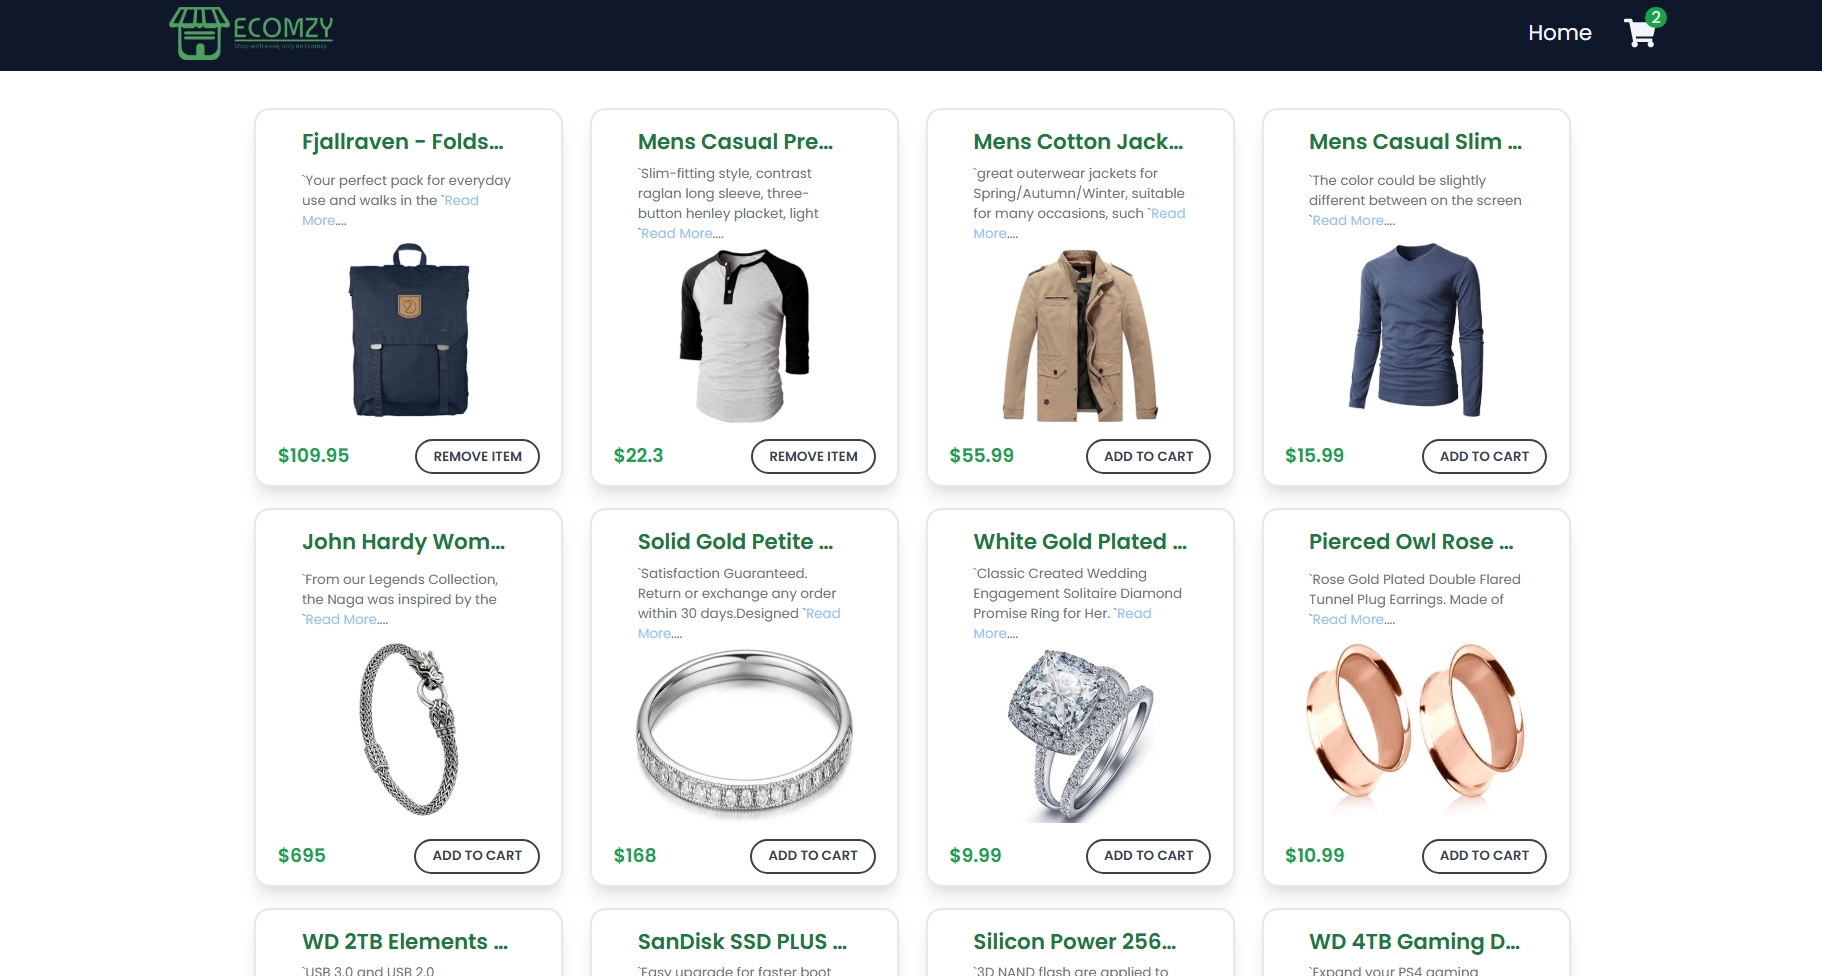 ECOMZY
Shop with ease, only on Ecomzy.
Home
2
Fjallraven - Folds...
`Your perfect pack for everyday
use and walks in the `Read
More....
$109.95
REMOVE ITEM
Mens Casual Pre...
`Slim-fitting style, contrast
raglan long sleeve, three-
button henley placket, light
`Read More....
$22.3
REMOVE ITEM
Mens Cotton Jack...
`great outerwear jackets for
Spring/Autumn/Winter, suitable
for many occasions, such `Read
More....
$55.99
ADD TO CART
Mens Casual Slim ...
`The color could be slightly
different between on the screen
`Read More....
$15.99
ADD TO CART
John Hardy Wom...
`From our Legends Collection,
the Naga was inspired by the
`Read More....
$695
ADD TO CART
Solid Gold Petite ...
`Satisfaction Guaranteed.
Return or exchange any order
within 30 days.Designed `Read
More....
$168
ADD TO CART
White Gold Plated ...
`Classic Created Wedding
Engagement Solitaire Diamond
Promise Ring for Her. `Read
More....
$9.99
ADD TO CART
Pierced Owl Rose ...
`Rose Gold Plated Double Flared
Tunnel Plug Earrings. Made of
`Read More....
$10.99
ADD TO CART
WD 2TB Elements ...
`USB 3.0 and USB 2.0
SanDisk SSD PLUS ...
`Easy upgrade for faster boot
Silicon Power 256...
`3D NAND flash are applied to
WD 4TB Gaming D...
`Expand your PS4 gaming